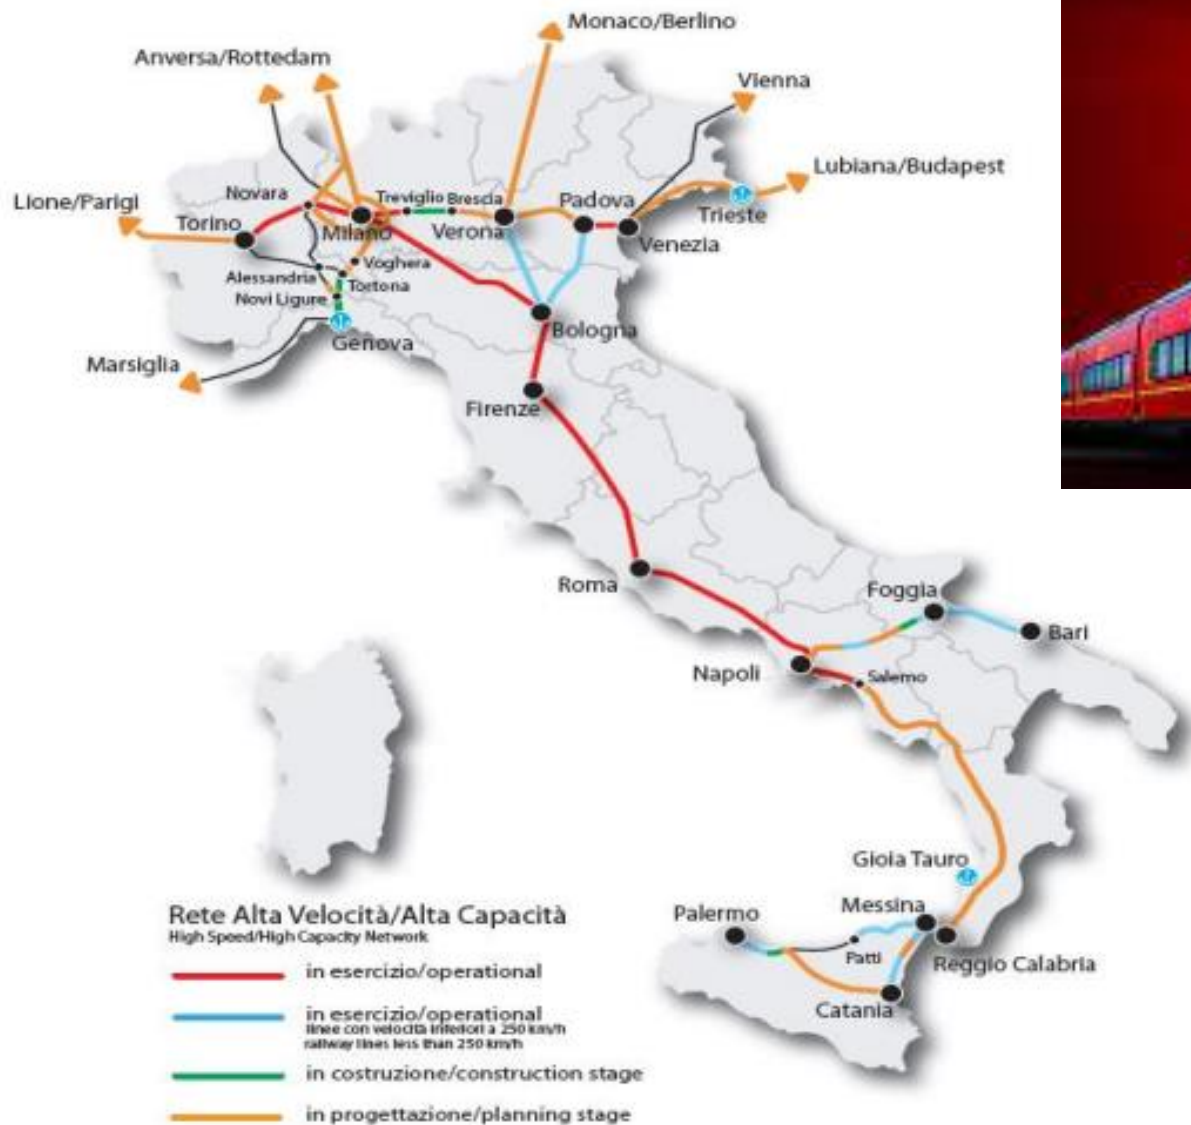 Monaco/Berlino
Anversa/Rottedam
Vienna
Lubiana/Budapest
Lione/Parigi
Novara
Treviglio
Brescia
Padova
Torino
Milano
Verona
Trieste
Venezia
Voghera
Alessandria
Tortona
Novi Ligure
Genova
Bologna
Marsiglia
Firenze
Roma
Foggia
Bari
Napoli
Salerno
Gioia Tauro
Messina
Palermo
Patti
Reggio Calabria
Catania
Rete Alta Velocità/Alta Capacità
High Speed/High Capacity Network
in esercizio/operational
in esercizio/operational
linee con velocità inferiori a 250 km/h
railway lines less than 250 km/h
in costruzione/construction stage
in progettazione/planning stage